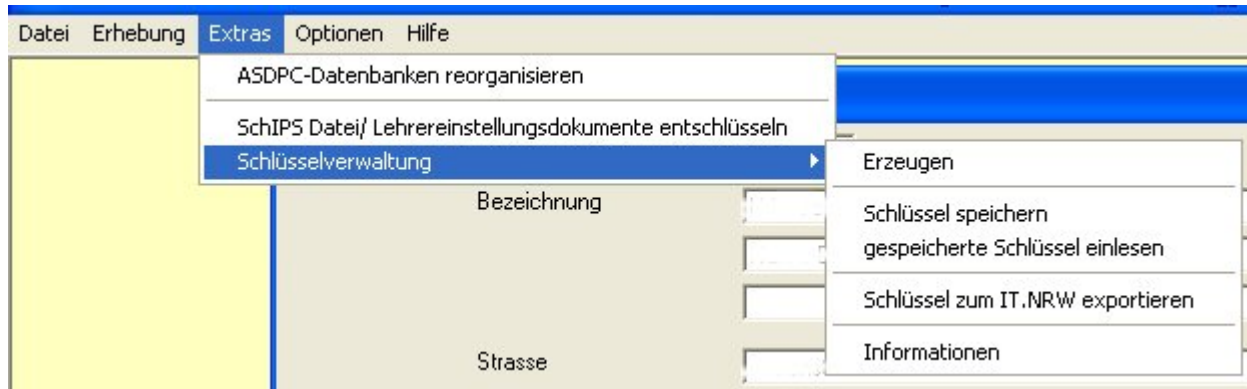 Datei Erhebung Extras Optionen Hilfe
ASDPC-Datenbanken reorganisieren
SchIPS Datei/ Lehrereinstellungsdokumente entschlüsseln
Schlüsselverwaltung
Erzeugen
Schlüssel speichern
gespeicherte Schlüssel einlesen
Schlüssel zum IT.NRW exportieren
Informationen
Bezeichnung
Strasse